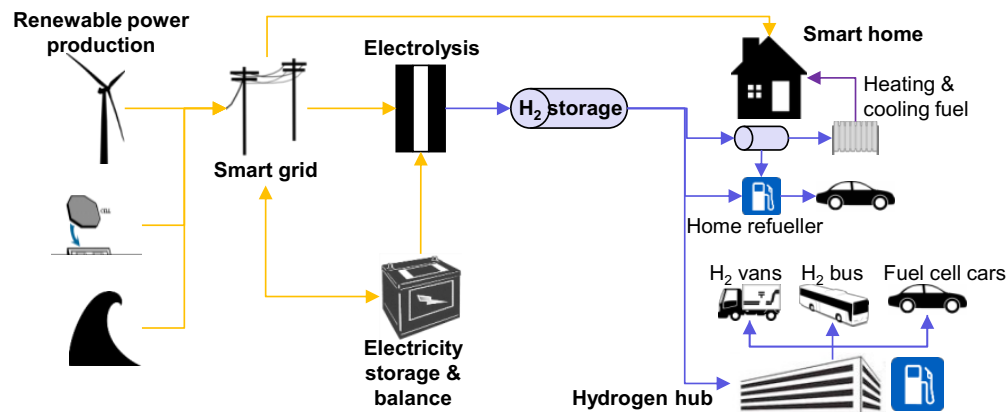 Renewable power
production
Electrolysis
Smart home
Heating &
cooling fuel
H₂ storage
Smart grid
Home refueller
H₂ vans
H₂ bus
Fuel cell cars
Electricity
storage &
balance
Hydrogen hub